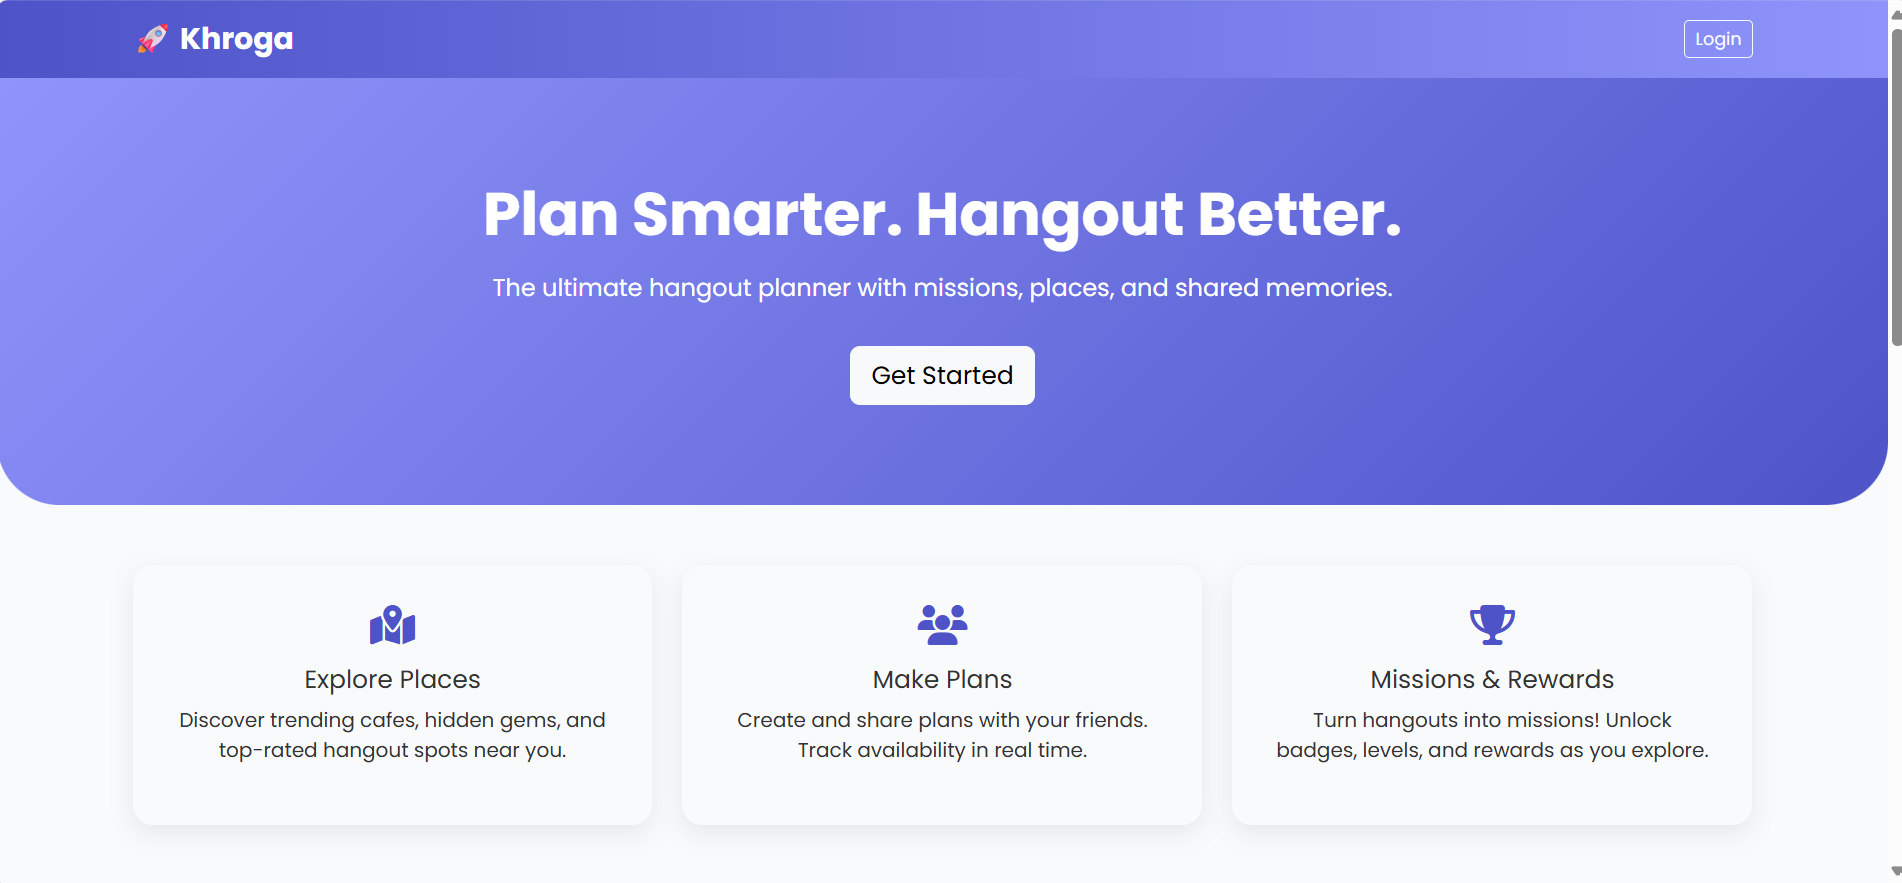 🚀 Khroga
Login
Plan Smarter. Hangout Better.
The ultimate hangout planner with missions, places, and shared memories.
Get Started
Explore Places
Discover trending cafes, hidden gems, and
top-rated hangout spots near you.
Make Plans
Create and share plans with your friends.
Track availability in real time.
Missions & Rewards
Turn hangouts into missions! Unlock
badges, levels, and rewards as you explore.